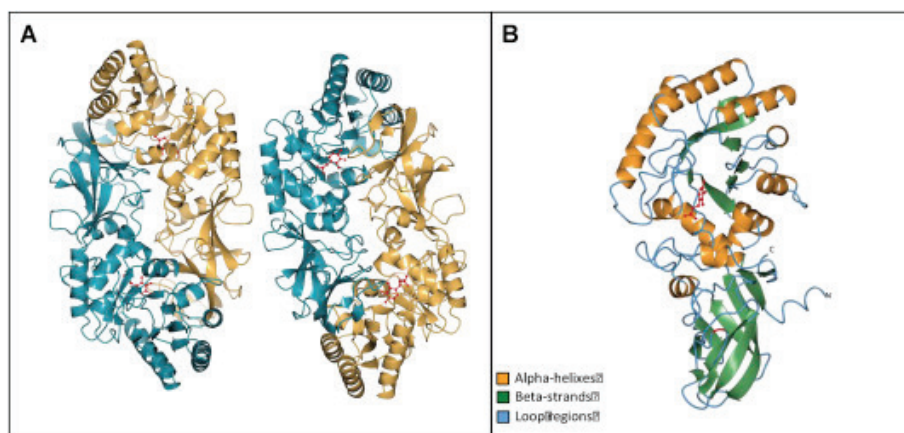 A
B
C
N
Alpha-helixes⍰
Beta-strands⍰
Loop⍰regions⍰